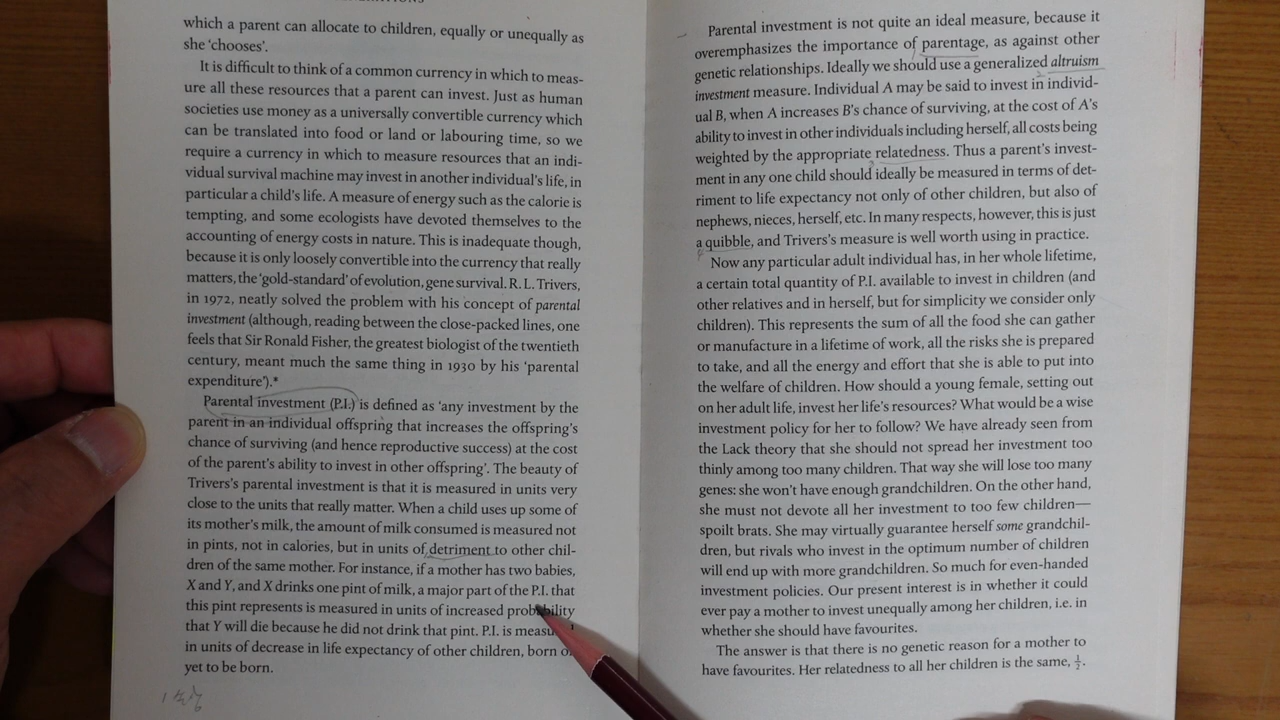 which a parent can allocate to children, equally or unequally as
she ‘chooses’.
It is difficult to think of a common currency in which to meas-
ure all these resources that a parent can invest. Just as human
societies use money as a universally convertible currency which
can be translated into food or land or labouring time, so we
require a currency in which to measure resources that an indi-
vidual survival machine may invest in another individual’s life, in
particular a child’s life. A measure of energy such as the calorie is
tempting, and some ecologists have devoted themselves to the
accounting of energy costs in nature. This is inadequate though,
because it is only loosely convertible into the currency that really
matters, the ‘gold-standard’ of evolution, gene survival. R. L. Trivers,
in 1972, neatly solved the problem with his concept of parental
investment (although, reading between the close-packed lines, one
feels that Sir Ronald Fisher, the greatest biologist of the twentieth
century, meant much the same thing in 1930 by his ‘parental
expenditure’).*
Parental investment (P.I.) is defined as ‘any investment by the
parent in an individual offspring that increases the offspring’s
chance of surviving (and hence reproductive success) at the cost
of the parent’s ability to invest in other offspring’. The beauty of
Trivers’s parental investment is that it is measured in units very
close to the units that really matter. When a child uses up some of
its mother’s milk, the amount of milk consumed is measured not
in pints, not in calories, but in units of detriment to other chil-
dren of the same mother. For instance, if a mother has two babies,
X and Y, and X drinks one pint of milk, a major part of the P.I. that
this pint represents is measured in units of increased probability
that Y will die because he did not drink that pint. P.I. is
in units of decrease in life expectancy of other children, born
yet to be born.
Parental investment is not quite an ideal measure, because it
overemphasizes the importance of parentage, as against other
genetic relationships. Ideally we should use a generalized altruism
investment measure. Individual A may be said to invest in individ-
ual B, when A increases B’s chance of surviving, at the cost of A’s
ability to invest in other individuals including herself, all costs being
weighted by the appropriate relatedness. Thus a parent’s invest-
ment in any one child should ideally be measured in terms of det-
riment to life expectancy not only of other children, but also of
nephews, nieces, herself, etc. In many respects, however, this is just
a quibble, and Trivers’s measure is well worth using in practice.
Now any particular adult individual has, in her whole lifetime,
a certain total quantity of P.I. available to invest in children (and
other relatives and in herself, but for simplicity we consider only
children). This represents the sum of all the food she can gather
or manufacture in a lifetime of work, all the risks she is prepared
to take, and all the energy and effort that she is able to put into
the welfare of children. How should a young female, setting out
on her adult life, invest her life’s resources? What would be a wise
investment policy for her to follow? We have already seen from
the Lack theory that she should not spread her investment too
thinly among too many children. That way she will lose too many
genes: she won’t have enough grandchildren. On the other hand,
she must not devote all her investment to too few children—
spoilt brats. She may virtually guarantee herself some grandchil-
dren, but rivals who invest in the optimum number of children
will end up with more grandchildren. So much for even-handed
investment policies. Our present interest is in whether it could
ever pay a mother to invest unequally among her children, i.e. in
whether she should have favourites.
The answer is that there is no genetic reason for a mother to
have favourites. Her relatedness to all her children is the same, ½.